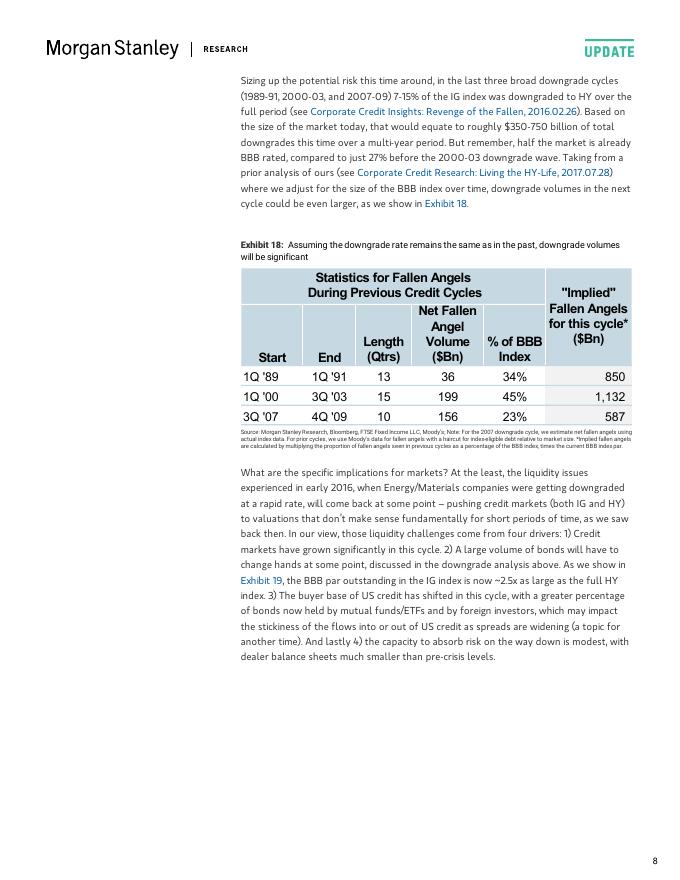 Morgan Stanley | RESEARCH
UPDATE
Sizing up the potential risk this time around, in the last three broad downgrade cycles
(1989-91, 2000-03, and 2007-09) 7-15% of the IG index was downgraded to HY over the
full period (see Corporate Credit Insights: Revenge of the Fallen, 2016.02.26). Based on
the size of the market today, that would equate to roughly $350-750 billion of total
downgrades this time over a multi-year period. But remember, half the market is already
BBB rated, compared to just 27% before the 2000-03 downgrade wave. Taking from a
prior analysis of ours (see Corporate Credit Research: Living the HY-Life, 2017.07.28)
where we adjust for the size of the BBB index over time, downgrade volumes in the next
cycle could be even larger, as we show in Exhibit 18.
Exhibit 18: Assuming the downgrade rate remains the same as in the past, downgrade volumes
will be significant
Statistics for Fallen Angels
During Previous Credit Cycles
"Implied"
Fallen Angels
for this cycle*
($Bn)
Start
End
Length
(Qtrs)
Net Fallen
Angel
Volume
($Bn)
% of BBB
Index
1Q '89 1Q '91 13 36 34% 850
1Q '00 3Q '03 15 199 45% 1,132
3Q '07 4Q '09 10 156 23% 587
Source: Morgan Stanley Research, Bloomberg, FTSE Fixed Income LLC, Moody's; Note: For the 2007 downgrade cycle, we estimate net fallen angels using
actual index data. For prior cycles, we use Moody's data for fallen angels with a haircut for index-eligible debt relative to market size. *Implied fallen angels
are calculated by multiplying the proportion of fallen angels seen in previous cycles as a percentage of the BBB index, times the current BBB index par.
What are the specific implications for markets? At the least, the liquidity issues
experienced in early 2016, when Energy/Materials companies were getting downgraded
at a rapid rate, will come back at some point – pushing credit markets (both IG and HY)
to valuations that don't make sense fundamentally for short periods of time, as we saw
back then. In our view, those liquidity challenges come from four drivers: 1) Credit
markets have grown significantly in this cycle. 2) A large volume of bonds will have to
change hands at some point, discussed in the downgrade analysis above. As we show in
Exhibit 19, the BBB par outstanding in the IG index is now ~2.5x as large as the full HY
index. 3) The buyer base of US credit has shifted in this cycle, with a greater percentage
of bonds now held by mutual funds/ETFs and by foreign investors, which may impact
the stickiness of the flows into or out of US credit as spreads are widening (a topic for
another time). And lastly 4) the capacity to absorb risk on the way down is modest, with
dealer balance sheets much smaller than pre-crisis levels.
8